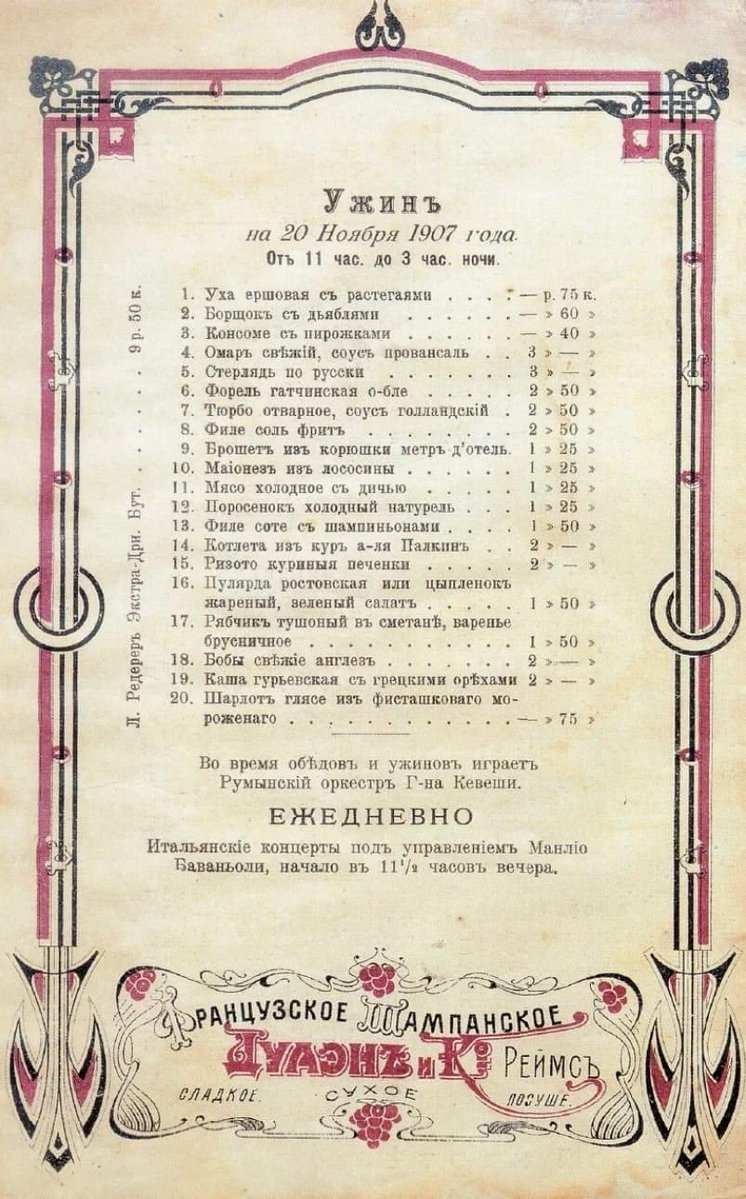 Ужинъ
на 20 Ноября 1907 года.
Отъ 11 час. до 3 час. ночи.
1. Уха ершовая съ растегаями . . . . — р. 75 к.
2. Борщокъ съ дьяблями . . . . . . — » 60 »
3. Консоме съ пирожками . . . . . . — » 40 »
4. Омаръ свѣжій, соусъ провансаль . . 3 » — »
5. Стерлядь по русски . . . . . . . 3 » — »
6. Форель гатчинская о-бле . . . . . 2 » 50 »
7. Тюрбо отварное, соусъ голландскій . 2 » 50 »
8. Филе соль фритъ . . . . . . . . 2 » 50 »
9. Брошетъ изъ корюшки метръ д'отель. 1 » 25 »
10. Маіонезъ изъ лососины . . . . . . 1 » 25 »
11. Мясо холодное съ дичью . . . . . 1 » 25 »
12. Поросенокъ холодный натурель . . . 1 » 25 »
13. Филе соте съ шампиньонами . . . . 1 » 50 »
14. Котлета изъ куръ а-ля Палкинъ . . 2 » — »
15. Ризото куриныя печенки . . . . . 2 » — »
16. Пулярда ростовская или цыпленокъ
жареный, зеленый салатъ . . . . . 1 » 50 »
17. Рябчикъ тушоный въ сметанѣ, варенье
брусничное . . . . . . . . . . . 1 » 50 »
18. Бобы свѣжіе англезъ . . . . . . . 2 » — »
19. Каша гурьевская съ грецкими орѣхами 2 » — »
20. Шарлотъ глясе изъ фисташковаго мо-
роженаго . . . . . . . . . . . . — » 75 »
Л. Редереръ Экстра-Дри. Бут. . . . . 9 р. 50 к.
Во время обѣдовъ и ужиновъ играетъ
Румынскій оркестръ Г-на Кевеши.
ЕЖЕДНЕВНО
Итальянскіе концерты подъ управленіемъ Манліо
Баваньоли, начало въ 11 1/2 часовъ вечера.
Французское Шампанское
Дуаэнъ и Ко Реймсъ
сладкое. сухое посуше.